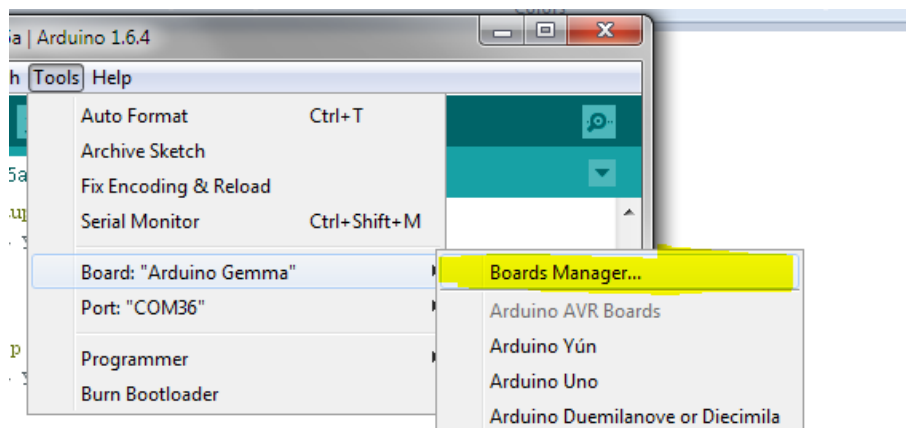 5a | Arduino 1.6.4
h Tools Help
Auto Format Ctrl+T
Archive Sketch
Fix Encoding & Reload
Serial Monitor Ctrl+Shift+M
Board: "Arduino Gemma"
Boards Manager...
Port: "COM36"
Arduino AVR Boards
Arduino Yún
Programmer
Arduino Uno
Burn Bootloader
Arduino Duemilanove or Diecimila